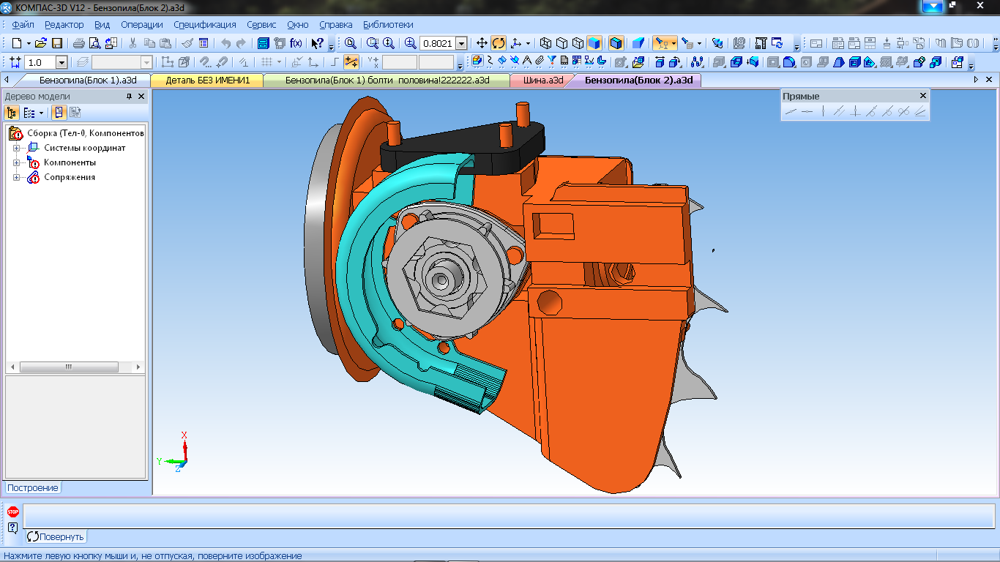 КОМПАС-3D V12 - Бензопила(Блок 2).a3d
Файл Редактор Вид Операции Спецификация Сервис Окно Справка Библиотеки
f(x) 0.8021
1.0
Бензопила(Блок 1).a3d Деталь БЕЗ ИМЕНИ1 Бензопила(Блок 1) болти половина!222222.a3d Шина.a3d Бензопила(Блок 2).a3d
Дерево модели
Прямые
Сборка (Тел-0, Компонентов
Системы координат
Компоненты
Сопряжения
X
Y
Z
Построение
STOP
Повернуть
Нажмите левую кнопку мыши и, не отпуская, поверните изображение